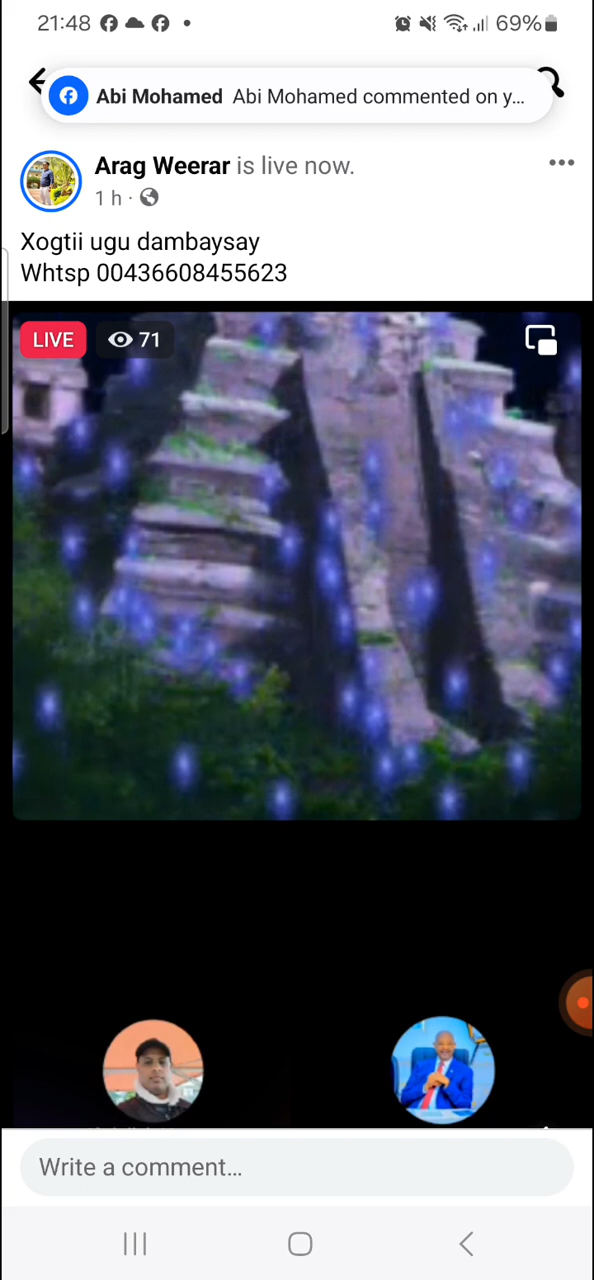 21:48
69%
Abi Mohamed Abi Mohamed commented on y...
Arag Weerar is live now.
1 h ·
Xogtii ugu dambaysay
Whtsp 00436608455623
LIVE 71
Write a comment...